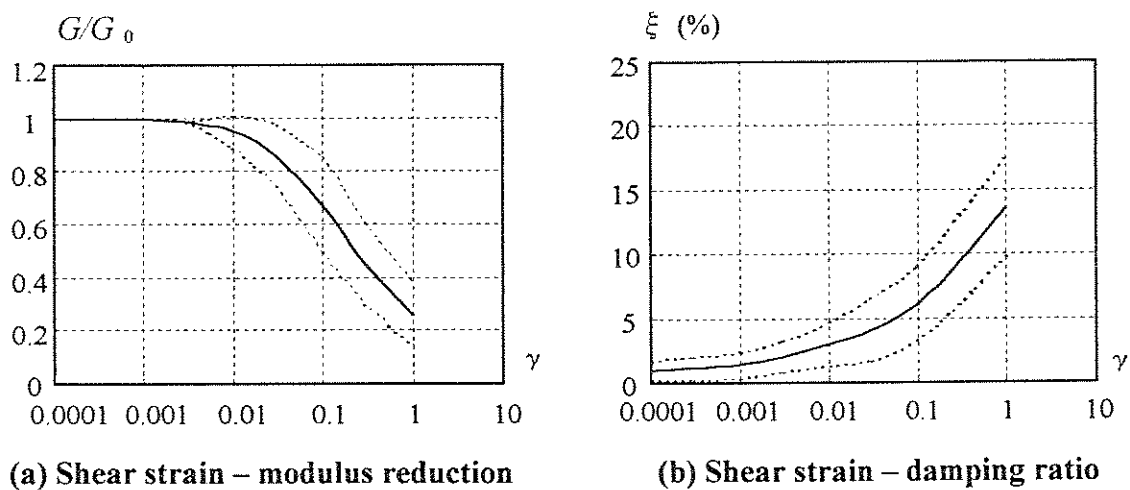 G/G 0
1.2
1
0.8
0.6
0.4
0.2
0
0.0001 0.001 0.01 0.1 1 10
γ
(a) Shear strain – modulus reduction
ξ (%)
25
20
15
10
5
0
0.0001 0.001 0.01 0.1 1 10
γ
(b) Shear strain – damping ratio